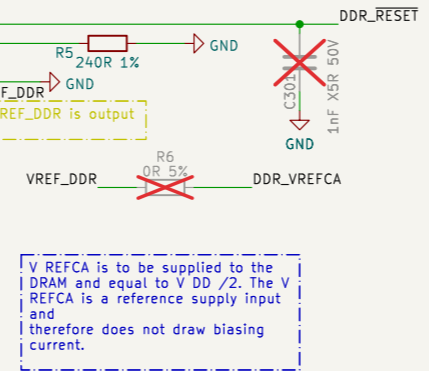 DDR_RESET
R5
240R 1%
GND
GND
F_DDR
REF_DDR is output
C301
1nF X5R 50V
GND
R6
0R 5%
VREF_DDR
DDR_VREFCA
V REFCA is to be supplied to the
DRAM and equal to V DD /2. The V
REFCA is a reference supply input
and
therefore does not draw biasing
current.